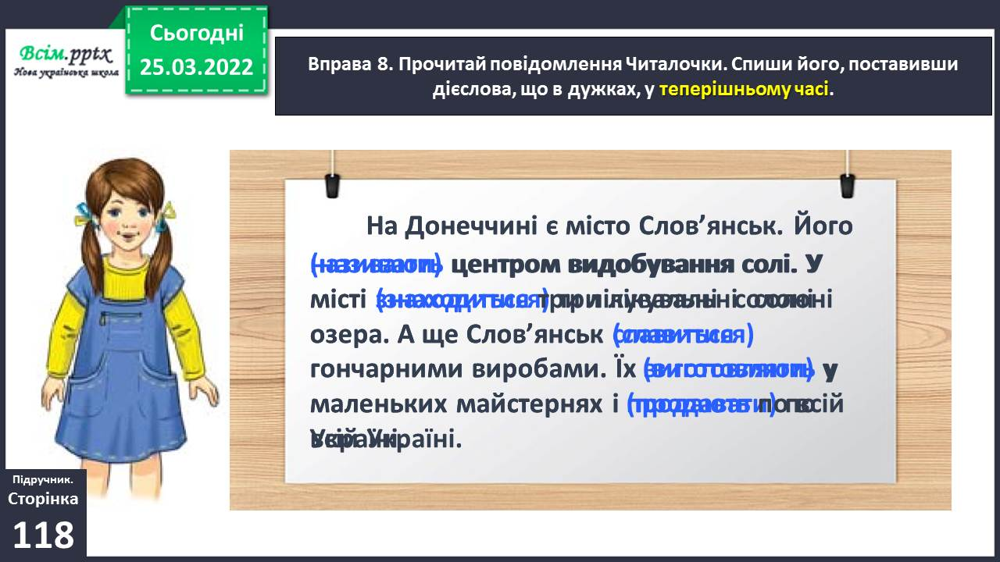 Всім.pptx
Нова українська школа
Сьогодні
25.03.2022
Вправа 8. Прочитай повідомлення Читалочки. Спиши його, поставивши
дієслова, що в дужках, у теперішньому часі.
На Донеччині є місто Слов’янськ. Його
(називати) центром видобування солі. У
місті (знаходитися) три лікувальні солоні
озера. А ще Слов’янськ (славитися)
гончарними виробами. Їх (виготовляти) у
маленьких майстернях і (продавати) по всій
Україні.
Підручник.
Сторінка
118